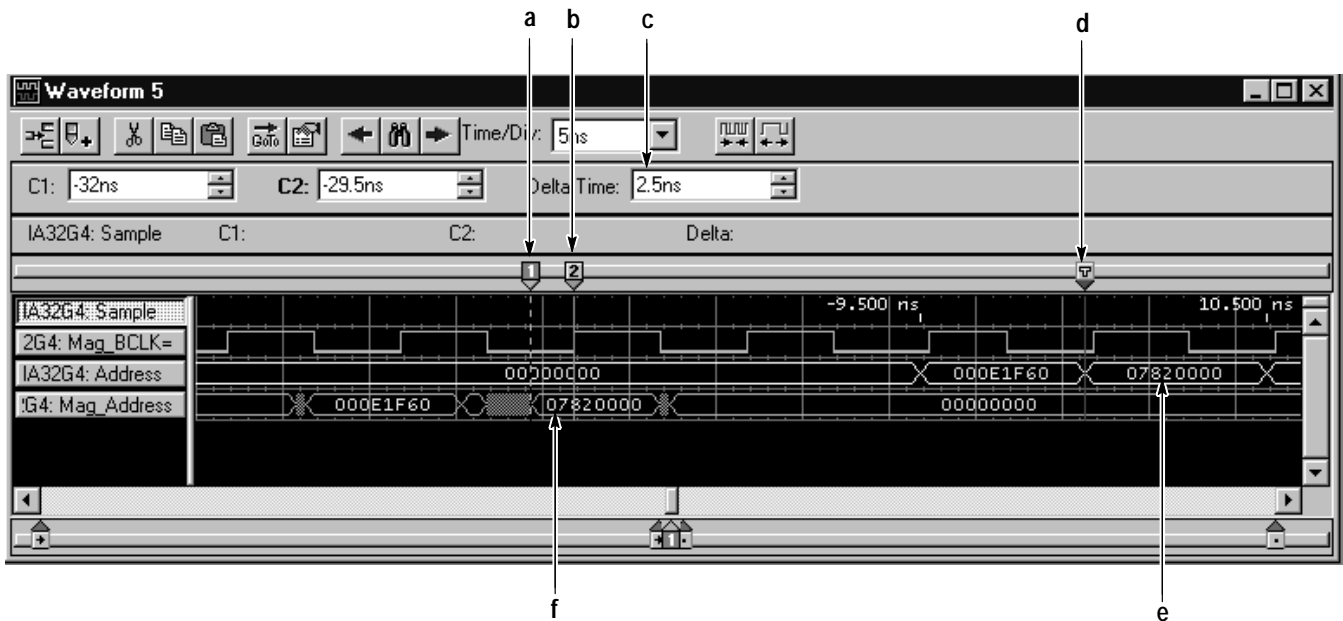 a b c d
Waveform 5
GoTo Time/Div: 5ns
C1: -32ns C2: -29.5ns Delta Time: 2.5ns
IA32G4: Sample C1: C2: Delta:
1 2 T
IA32G4: Sample -9.500 ns 10.500 ns
2G4: Mag_BCLK=
IA32G4: Address 00000000 000E1F60 07820000
!G4: Mag_Address 000E1F60 07820000 00000000
1
f e